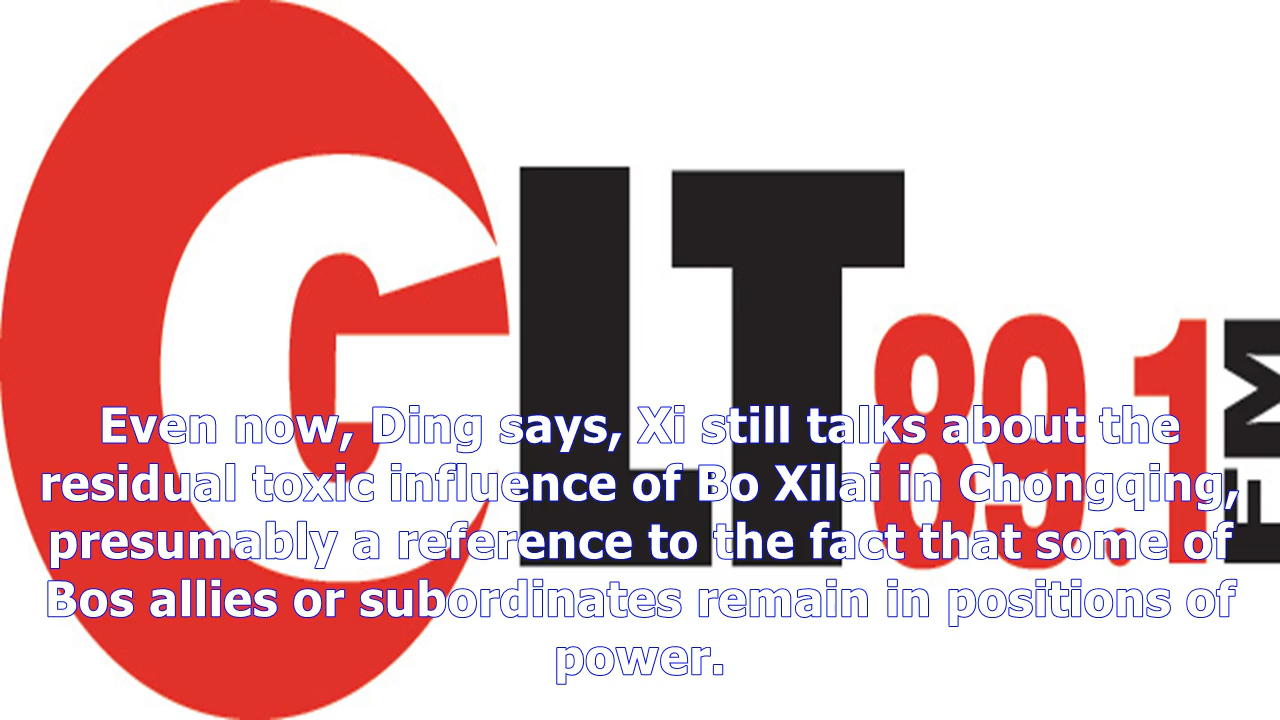 GLT
89.1
FM
Even now, Ding says, Xi still talks about the
residual toxic influence of Bo Xilai in Chongqing,
presumably a reference to the fact that some of
Bos allies or subordinates remain in positions of
power.